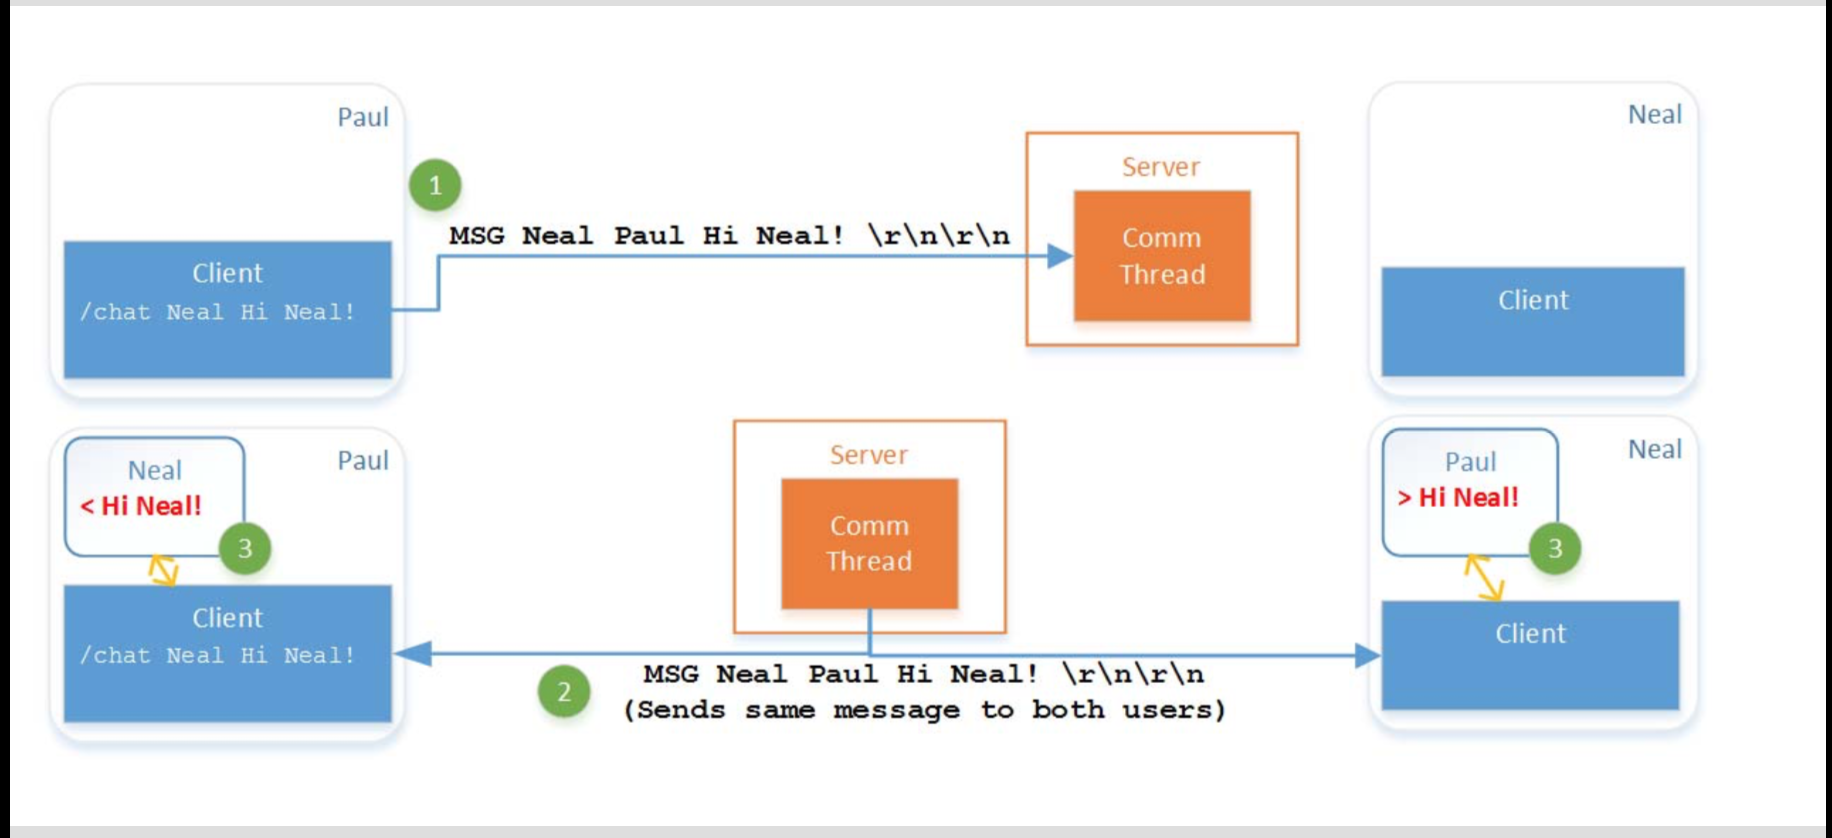 Paul
1
MSG Neal Paul Hi Neal! \r\n\r\n
Client
/chat Neal Hi Neal!
Server
Comm
Thread
Neal
Client
Neal
< Hi Neal!
3
Paul
Client
/chat Neal Hi Neal!
Server
Comm
Thread
2
MSG Neal Paul Hi Neal! \r\n\r\n
(Sends same message to both users)
Paul
> Hi Neal!
3
Neal
Client